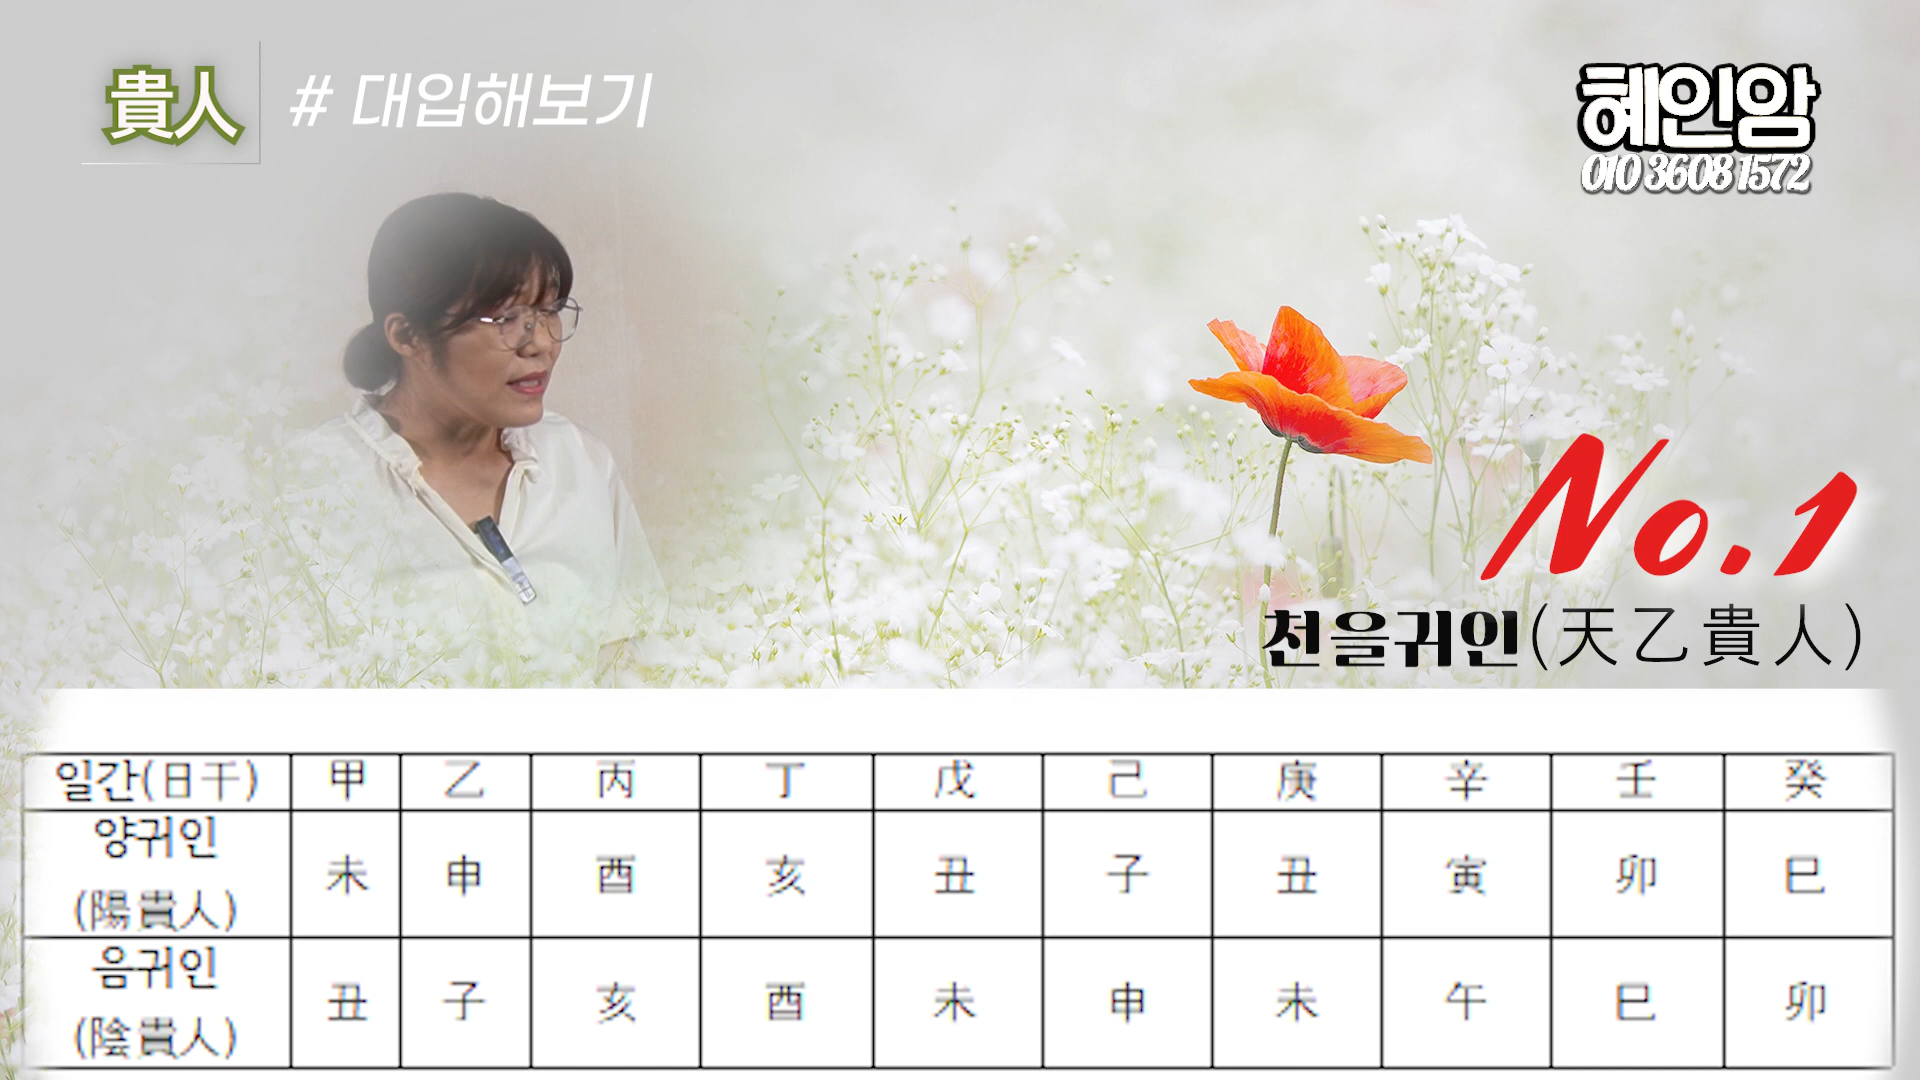 貴人 # 대입해보기
혜인암
010 3608 1572
No.1
천을귀인(天乙貴人)
일간(日干) 甲 乙 丙 丁 戊 己 庚 辛 壬 癸
양귀인
(陽貴人) 未 申 酉 亥 丑 子 丑 寅 卯 巳
음귀인
(陰貴人) 丑 子 亥 酉 未 申 未 午 巳 卯